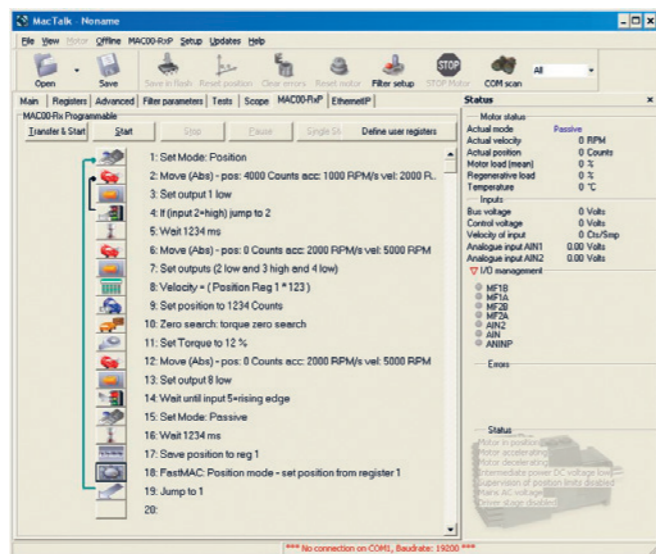 MacTalk - Noname
File View Motor Offline MAC00-RxP Setup Updates Help
Open Save Save in flash Reset position Clear errors Reset motor Filter setup STOP Motor COM scan All
STOP
Main Registers Advanced Filter parameters Tests Scope MAC00-RxP EthernetIP
MAC00-Rx Programmable
Transfer & Start Start Stop Pause Define user registers
1: Set Mode: Position
2: Move (Abs) - pos: 4000 Counts acc: 1000 RPM/s vel: 2000 R..
3: Set output 1 low
4: If (input 2=high) jump to 2
5: Wait 1234 ms
6: Move (Abs) - pos: 0 Counts acc: 2000 RPM/s vel: 5000 RPM
7: Set outputs (2 low and 3 high and 4 low)
8: Velocity = ( Position Reg 1 * 123 )
9: Set position to 1234 Counts
10: Zero search: torque zero search
11: Set Torque to 12 %
12: Move (Abs) - pos: 0 Counts acc: 2000 RPM/s vel: 5000 RPM
13: Set output 8 low
14: Wait until input 5=rising edge
15: Set Mode: Passive
16: Wait 1234 ms
17: Save position to reg 1
18: FastMAC: Position mode - set position from register 1
19: Jump to 1
20:
Status
Motor status
Actual mode Passive
Actual velocity 0 RPM
Actual position 0 Counts
Motor load (mean) 0 %
Regenerative load 0 %
Temperature 0 °C
Inputs
Bus voltage 0 Volts
Control voltage 0 Volts
Velocity of input 0 Cts/Smp
Analogue input AIN1 0.00 Volts
Analogue input AIN2 0.00 Volts
I/O management
MF1B
MF1A
MF2B
MF2A
AIN2
AIN
ANINP
Errors
Status
Motor in position
Motor accelerating
Motor decelerating
Intermediate power DC voltage low
Supervision of position limits disabled
Mains AC voltage
Driver stage disabled
*** No connection on COM1, Baudrate: 19200 ***